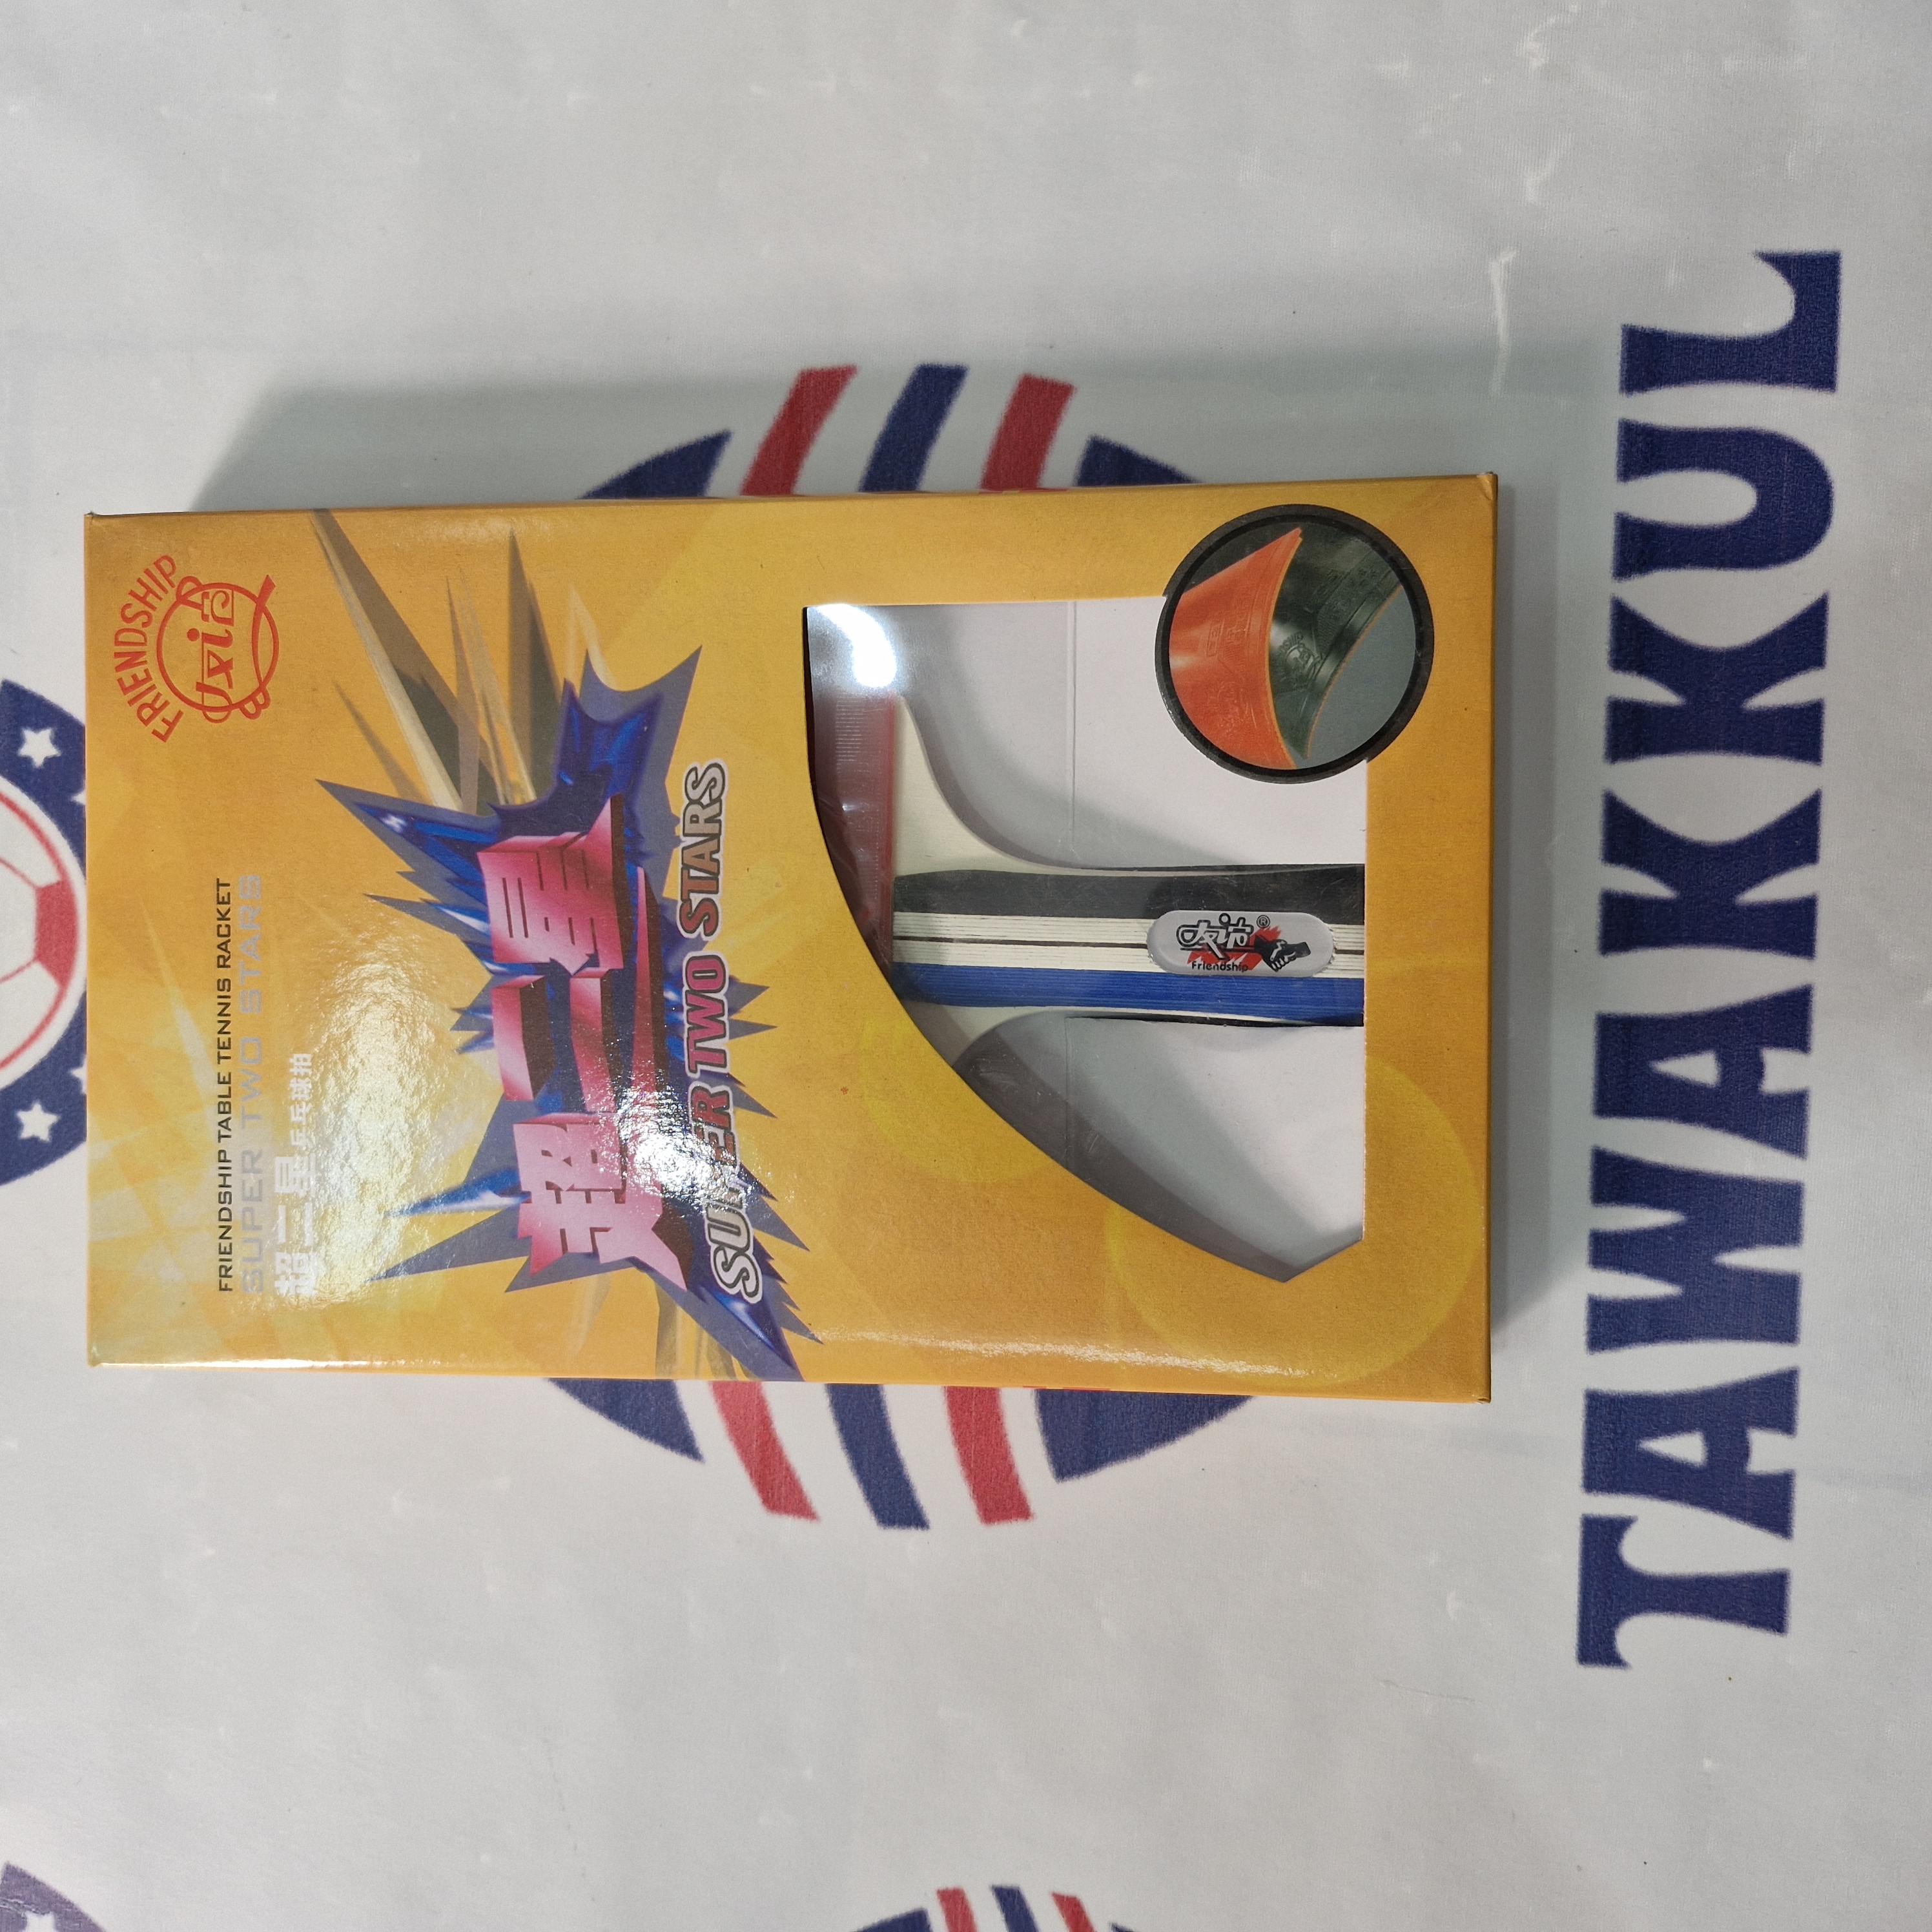 FRIENDSHIP
友谊
FRIENDSHIP TABLE TENNIS RACKET
SUPER TWO STARS
超二星乒乓球拍
超二星
SUPER TWO STARS
友谊®
Friendship
TAWAKKUL